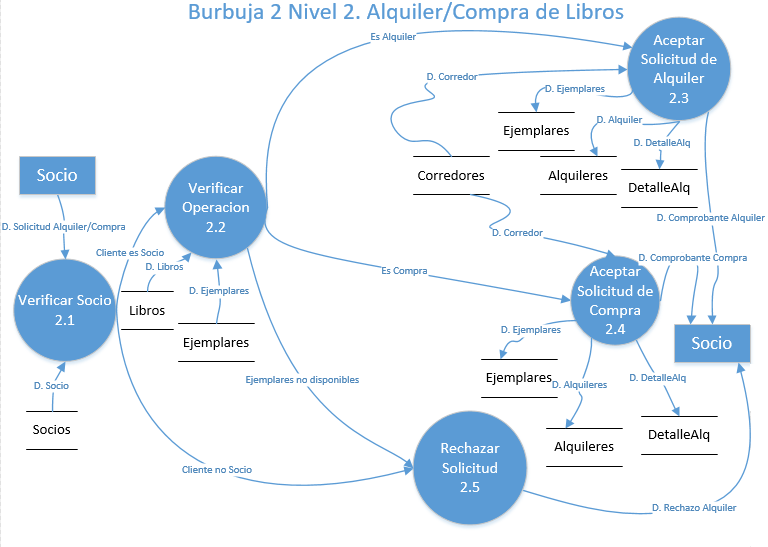 Burbuja 2 Nivel 2. Alquiler/Compra de Libros
Es Alquiler
Aceptar
Solicitud de
Alquiler
2.3
D. Corredor
D. Ejemplares
Ejemplares
D. Alquiler
D. DetalleAlq
Corredores
Alquileres
DetalleAlq
Socio
Verificar
Operacion
2.2
D. Solicitud Alquiler/Compra
D. Comprobante Alquiler
D. Corredor
Cliente es Socio
D. Libros
D. Comprobante Compra
Es Compra
Aceptar
Solicitud de
Compra
2.4
Verificar Socio
2.1
D. Ejemplares
Libros
Ejemplares
D. Ejemplares
Socio
Ejemplares no disponibles
Ejemplares
D. Alquileres
D. DetalleAlq
D. Socio
Socios
Alquileres
DetalleAlq
Rechazar
Solicitud
2.5
Cliente no Socio
D. Rechazo Alquiler